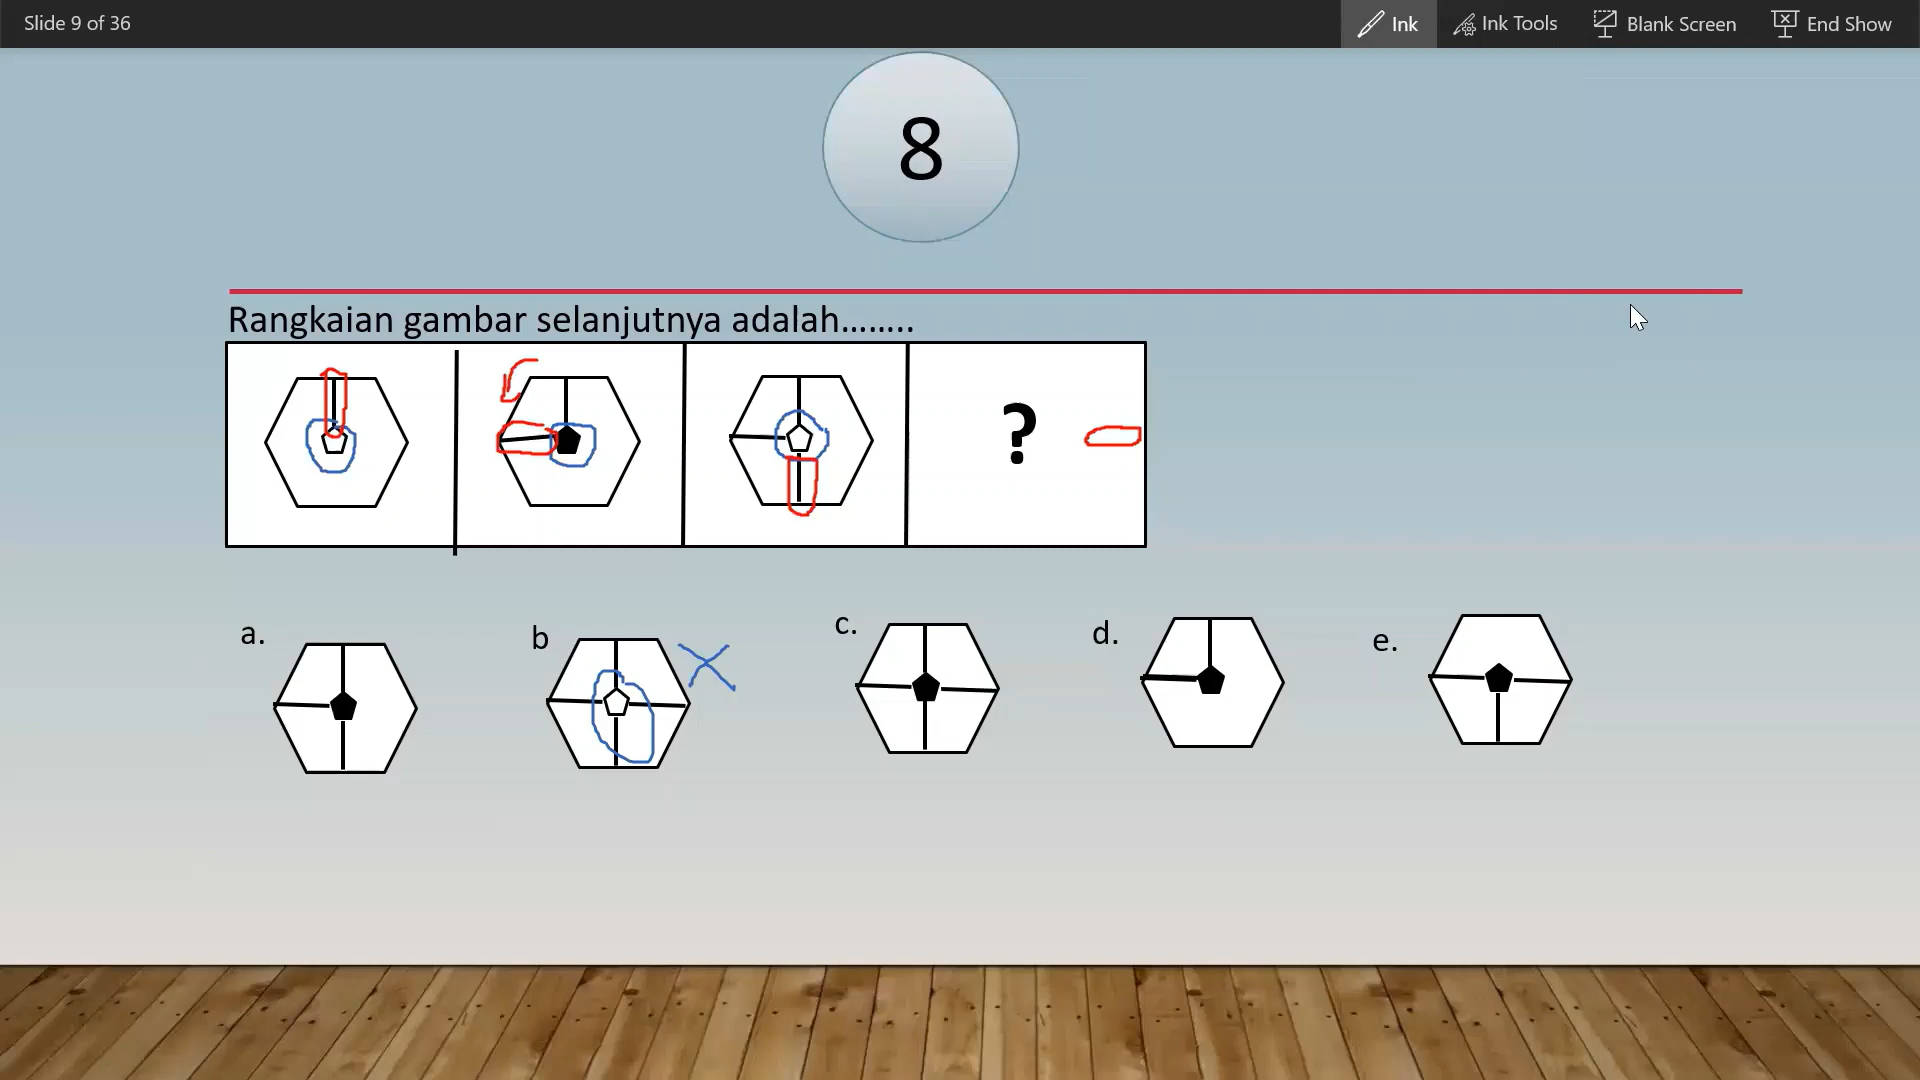 Slide 9 of 36
Ink
Ink Tools
Blank Screen
End Show
8
Rangkaian gambar selanjutnya adalah........
?
a.
b
c.
d.
e.